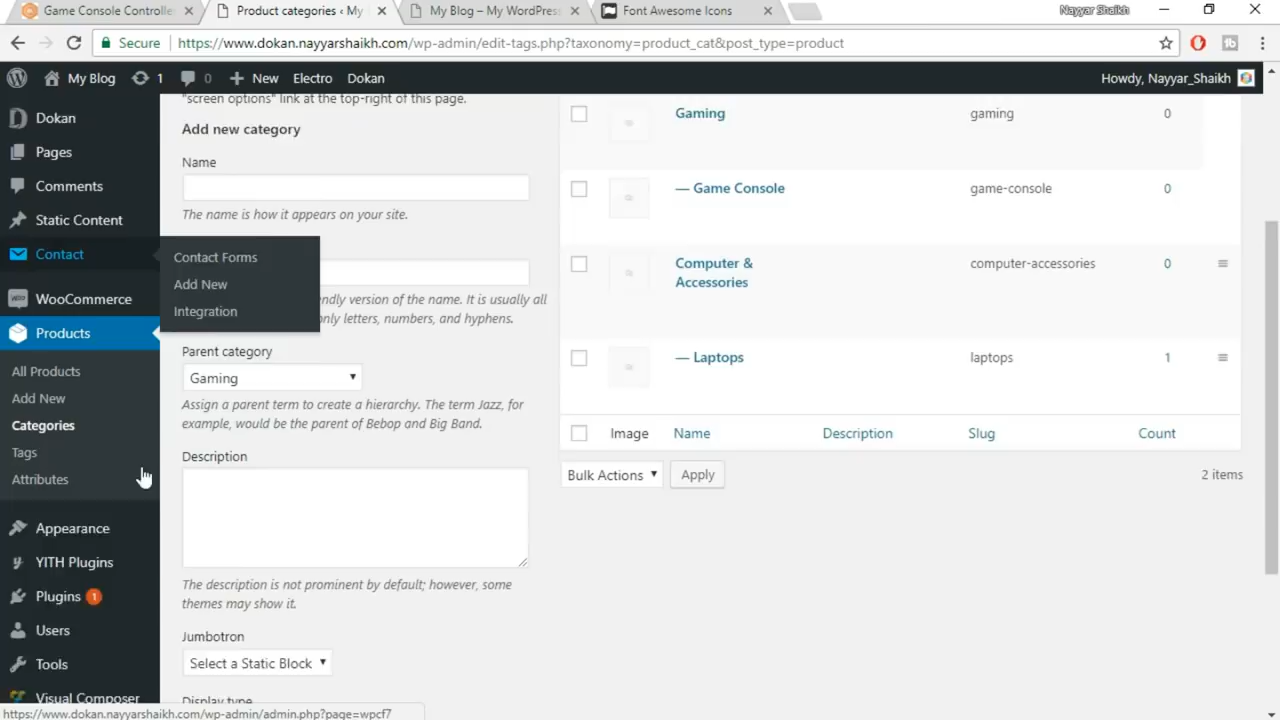 Game Console Controlle
Product categories ‹ My
My Blog – My WordPress
Font Awesome Icons
Nayyar Shaikh
Secure
https://www.dokan.nayyarshaikh.com/wp-admin/edit-tags.php?taxonomy=product_cat&post_type=product
My Blog
1
0
New
Electro
Dokan
Howdy, Nayyar_Shaikh
Dokan
Pages
Comments
Static Content
Contact
WooCommerce
Products
All Products
Add New
Categories
Tags
Attributes
Appearance
YITH Plugins
Plugins 1
Users
Tools
Visual Composer
Contact Forms
Add New
Integration
"screen options" link at the top-right of this page.
Add new category
Name
The name is how it appears on your site.
ndly version of the name. It is usually all
only letters, numbers, and hyphens.
Parent category
Gaming
Assign a parent term to create a hierarchy. The term Jazz, for
example, would be the parent of Bebop and Big Band.
Description
The description is not prominent by default; however, some
themes may show it.
Jumbotron
Select a Static Block
Display type
Gaming gaming 0
— Game Console game-console 0
Computer & computer-accessories 0
Accessories
— Laptops laptops 1
Image Name Description Slug Count
Bulk Actions Apply 2 items
https://www.dokan.nayyarshaikh.com/wp-admin/admin.php?page=wpcf7